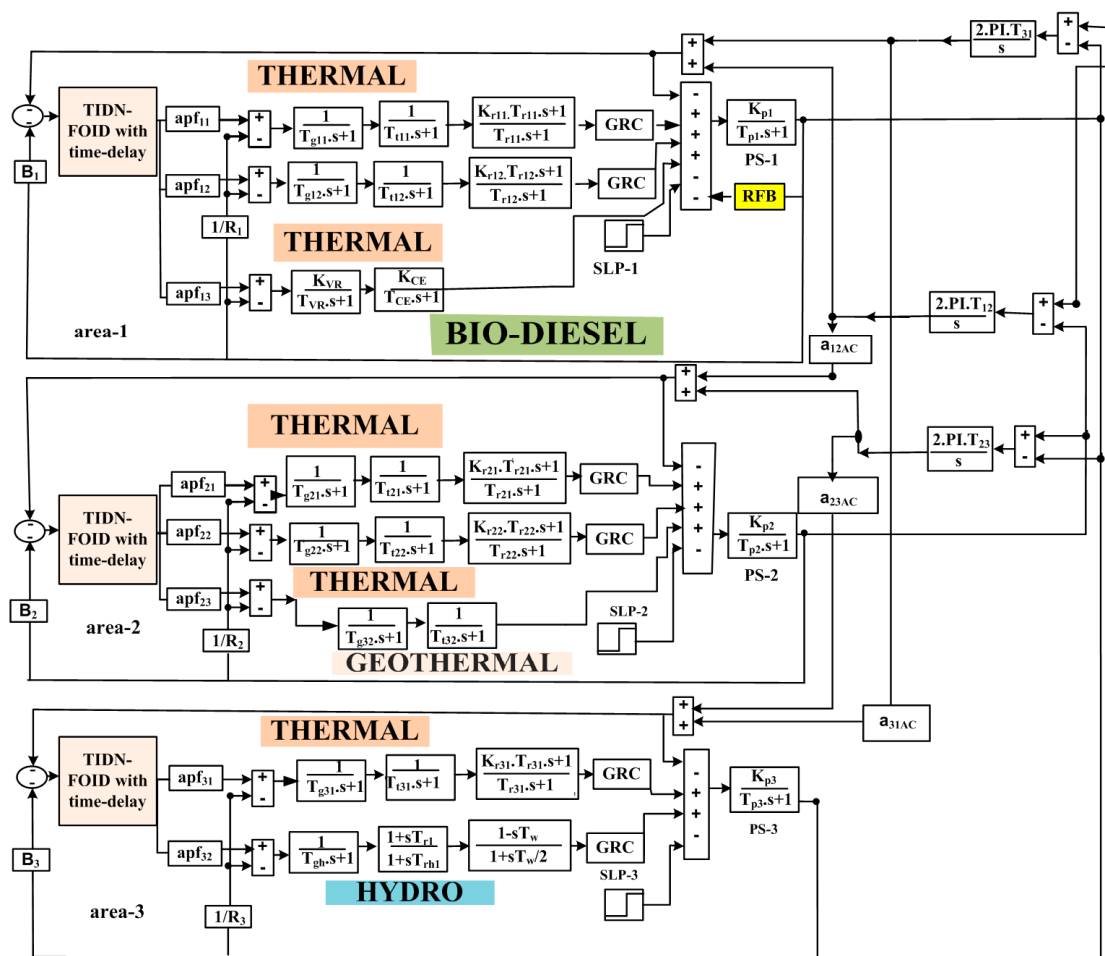 2.PI.T31
s
+
-
+
+
THERMAL
TIDN-
FOID with
time-delay
apf11
+
-
1
Tg11.s+1
1
Tt11.s+1
Kr11.Tr11.s+1
Tr11.s+1
GRC
-
+
+
+
-
-
Kp1
Tp1.s+1
PS-1
B1
apf12
+
-
1
Tg12.s+1
1
Tt12.s+1
Kr12.Tr12.s+1
Tr12.s+1
GRC
RFB
1/R1
THERMAL
SLP-1
apf13
+
-
KVR
TVR.s+1
KCE
TCE.s+1
area-1
BIO-DIESEL
2.PI.T12
s
+
-
a12AC
+
+
THERMAL
2.PI.T23
s
+
-
TIDN-
FOID with
time-delay
apf21
+
-
1
Tg21.s+1
1
Tt21.s+1
Kr21.Tr21.s+1
Tr21.s+1
GRC
-
+
+
+
-
a23AC
apf22
+
-
1
Tg22.s+1
1
Tt22.s+1
Kr22.Tr22.s+1
Tr22.s+1
GRC
Kp2
Tp2.s+1
PS-2
THERMAL
B2
apf23
+
-
SLP-2
area-2
1/R2
1
Tg32.s+1
1
Tt32.s+1
GEOTHERMAL
+
+
a31AC
THERMAL
TIDN-
FOID with
time-delay
apf31
+
-
1
Tg31.s+1
1
Tt31.s+1
Kr31.Tr31.s+1
Tr31.s+1
GRC
-
+
+
-
Kp3
Tp3.s+1
PS-3
B3
apf32
+
-
1
Tgh.s+1
1+sTr1
1+sTrh1
1-sTw
1+sTw/2
GRC
SLP-3
HYDRO
area-3
1/R3